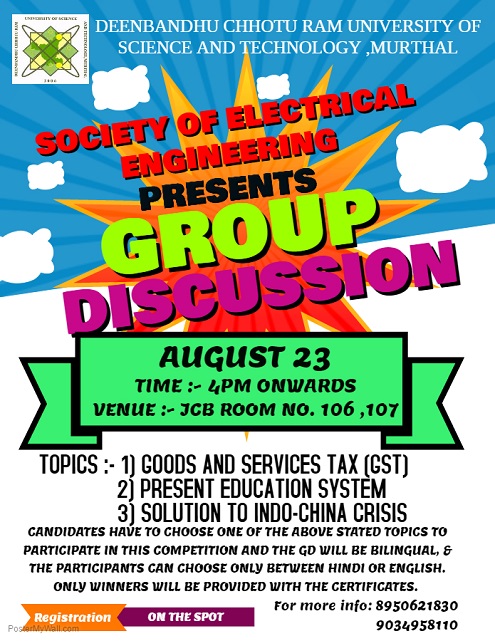 DEENBANDHU CHHOTU RAM UNIVERSITY OF
SCIENCE AND TECHNOLOGY ,MURTHAL
SOCIETY OF ELECTRICAL
ENGINEERING
PRESENTS
GROUP
DISCUSSION
AUGUST 23
TIME :- 4PM ONWARDS
VENUE :- JCB ROOM NO. 106 ,107
TOPICS :- 1) GOODS AND SERVICES TAX (GST)
2) PRESENT EDUCATION SYSTEM
3) SOLUTION TO INDO-CHINA CRISIS
CANDIDATES HAVE TO CHOOSE ONE OF THE ABOVE STATED TOPICS TO
PARTICIPATE IN THIS COMPETITION AND THE GD WILL BE BILINGUAL, &
THE PARTICIPANTS CAN CHOOSE ONLY BETWEEN HINDI OR ENGLISH.
ONLY WINNERS WILL BE PROVIDED WITH THE CERTIFICATES.
Registration ON THE SPOT
For more info: 8950621830
9034958110
PosterMyWall.com